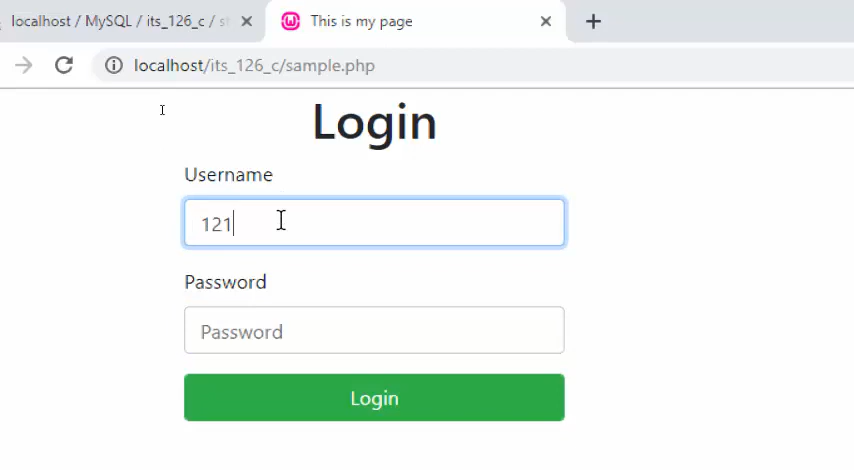 localhost / MySQL / its_126_c / st
This is my page
localhost/its_126_c/sample.php
Login
Username
121
Password
Password
Login